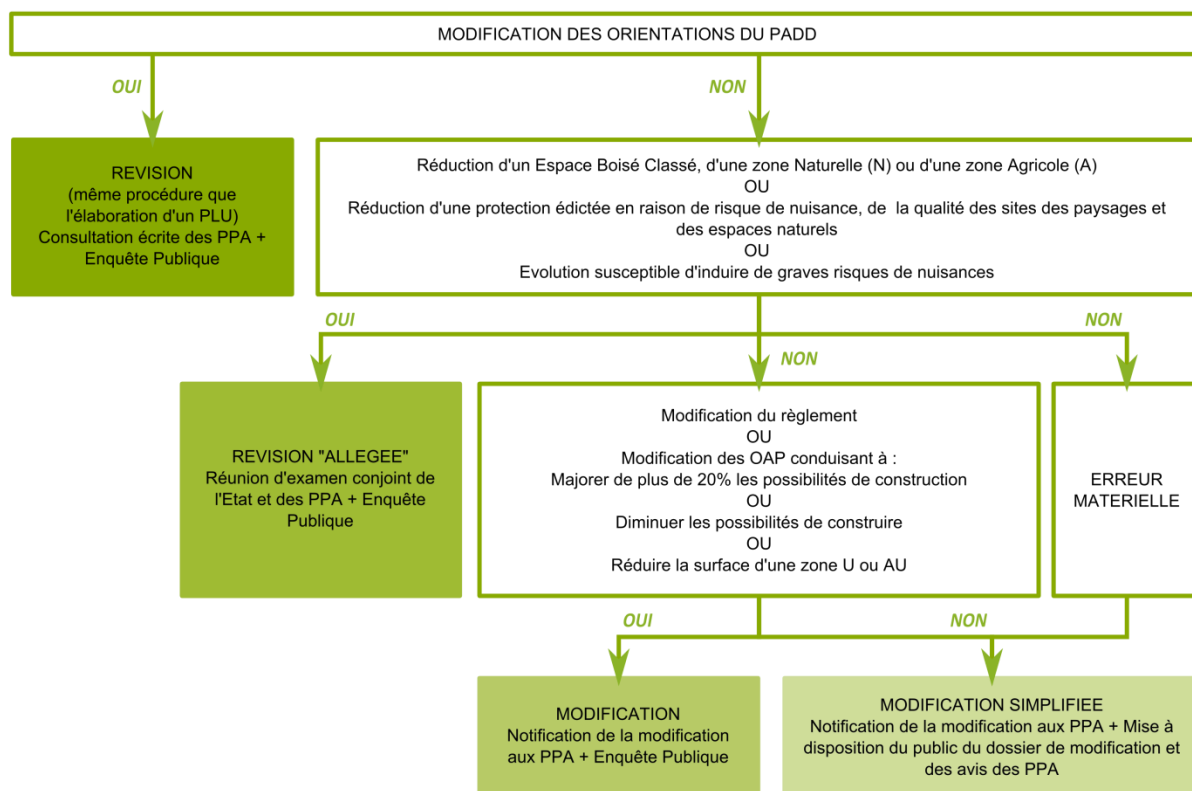 MODIFICATION DES ORIENTATIONS DU PADD
OUI
NON
REVISION
(même procédure que
l'élaboration d'un PLU)
Consultation écrite des PPA +
Enquête Publique
Réduction d'un Espace Boisé Classé, d'une zone Naturelle (N) ou d'une zone Agricole (A)
OU
Réduction d'une protection édictée en raison de risque de nuisance, de la qualité des sites des paysages et
des espaces naturels
OU
Evolution susceptible d'induire de graves risques de nuisances
OUI
NON
NON
REVISION "ALLEGEE"
Réunion d'examen conjoint de
l'Etat et des PPA + Enquête
Publique
Modification du règlement
OU
Modification des OAP conduisant à :
Majorer de plus de 20% les possibilités de construction
OU
Diminuer les possibilités de construire
OU
Réduire la surface d'une zone U ou AU
ERREUR
MATERIELLE
OUI
NON
MODIFICATION
Notification de la modification
aux PPA + Enquête Publique
MODIFICATION SIMPLIFIEE
Notification de la modification aux PPA + Mise à
disposition du public du dossier de modification et
des avis des PPA